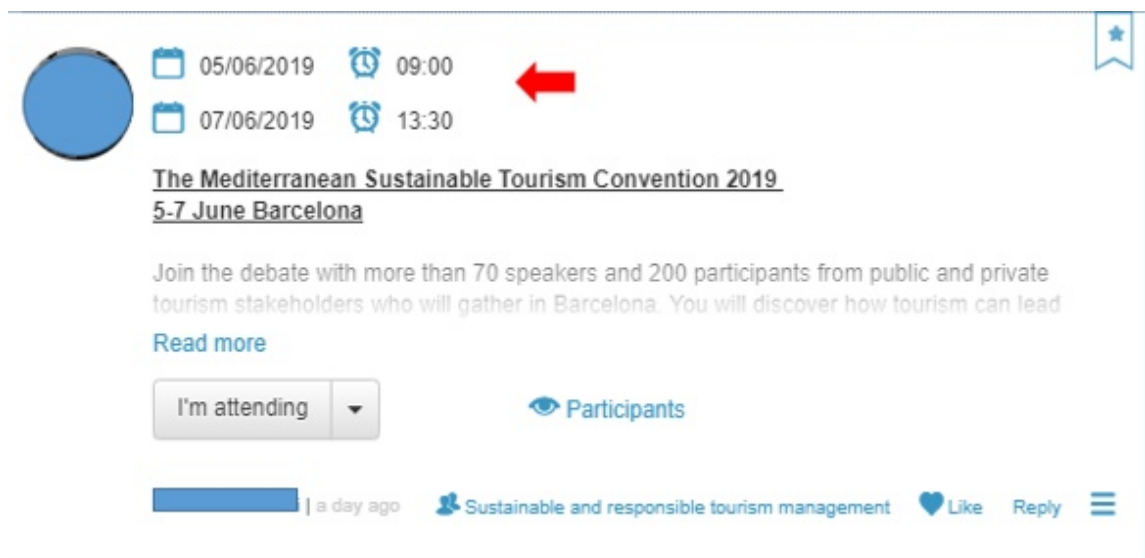 05/06/2019 09:00
07/06/2019 13:30
The Mediterranean Sustainable Tourism Convention 2019
5-7 June Barcelona
Join the debate with more than 70 speakers and 200 participants from public and private
tourism stakeholders who will gather in Barcelona. You will discover how tourism can lead
Read more
I'm attending
Participants
| a day ago Sustainable and responsible tourism management Like Reply